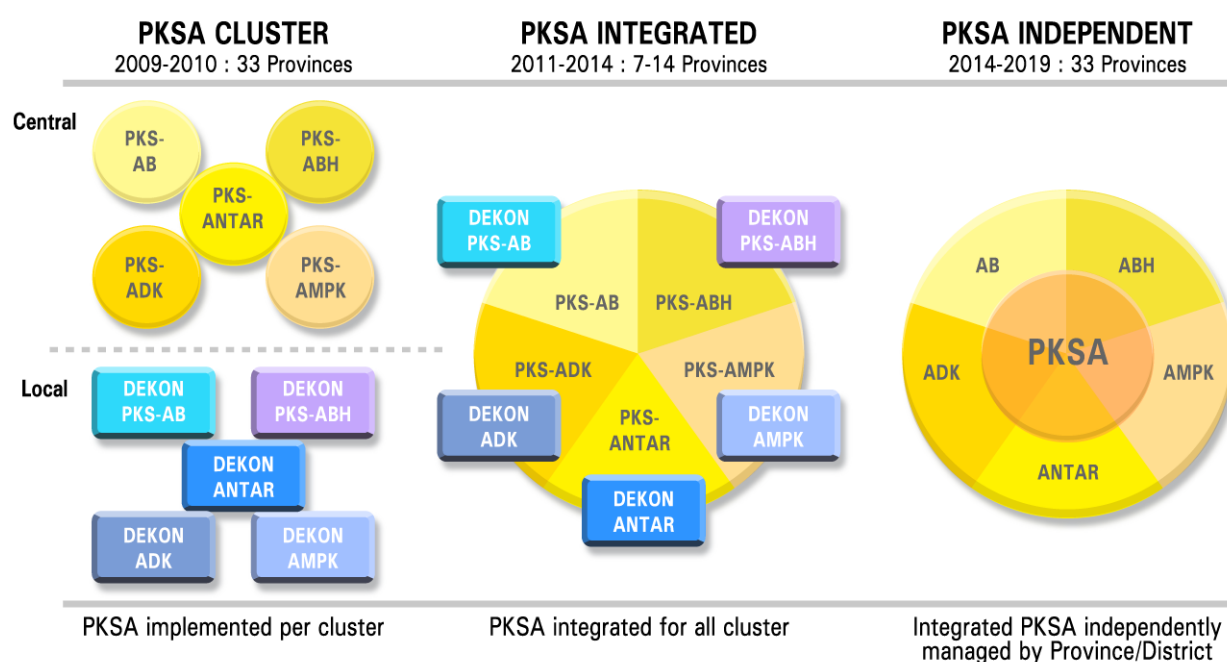 PKSA CLUSTER
2009-2010 : 33 Provinces
PKSA INTEGRATED
2011-2014 : 7-14 Provinces
PKSA INDEPENDENT
2014-2019 : 33 Provinces
Central
PKS-
AB
PKS-
ABH
PKS-
ANTAR
PKS-
ADK
PKS-
AMPK
Local
DEKON
PKS-AB
DEKON
PKS-ABH
DEKON
ANTAR
DEKON
ADK
DEKON
AMPK
DEKON
PKS-AB
DEKON
PKS-ABH
PKS-AB
PKS-ABH
PKS-ADK
PKS-AMPK
PKS-
ANTAR
DEKON
ADK
DEKON
AMPK
DEKON
ANTAR
AB
ABH
PKSA
ADK
AMPK
ANTAR
PKSA implemented per cluster
PKSA integrated for all cluster
Integrated PKSA independently
managed by Province/District